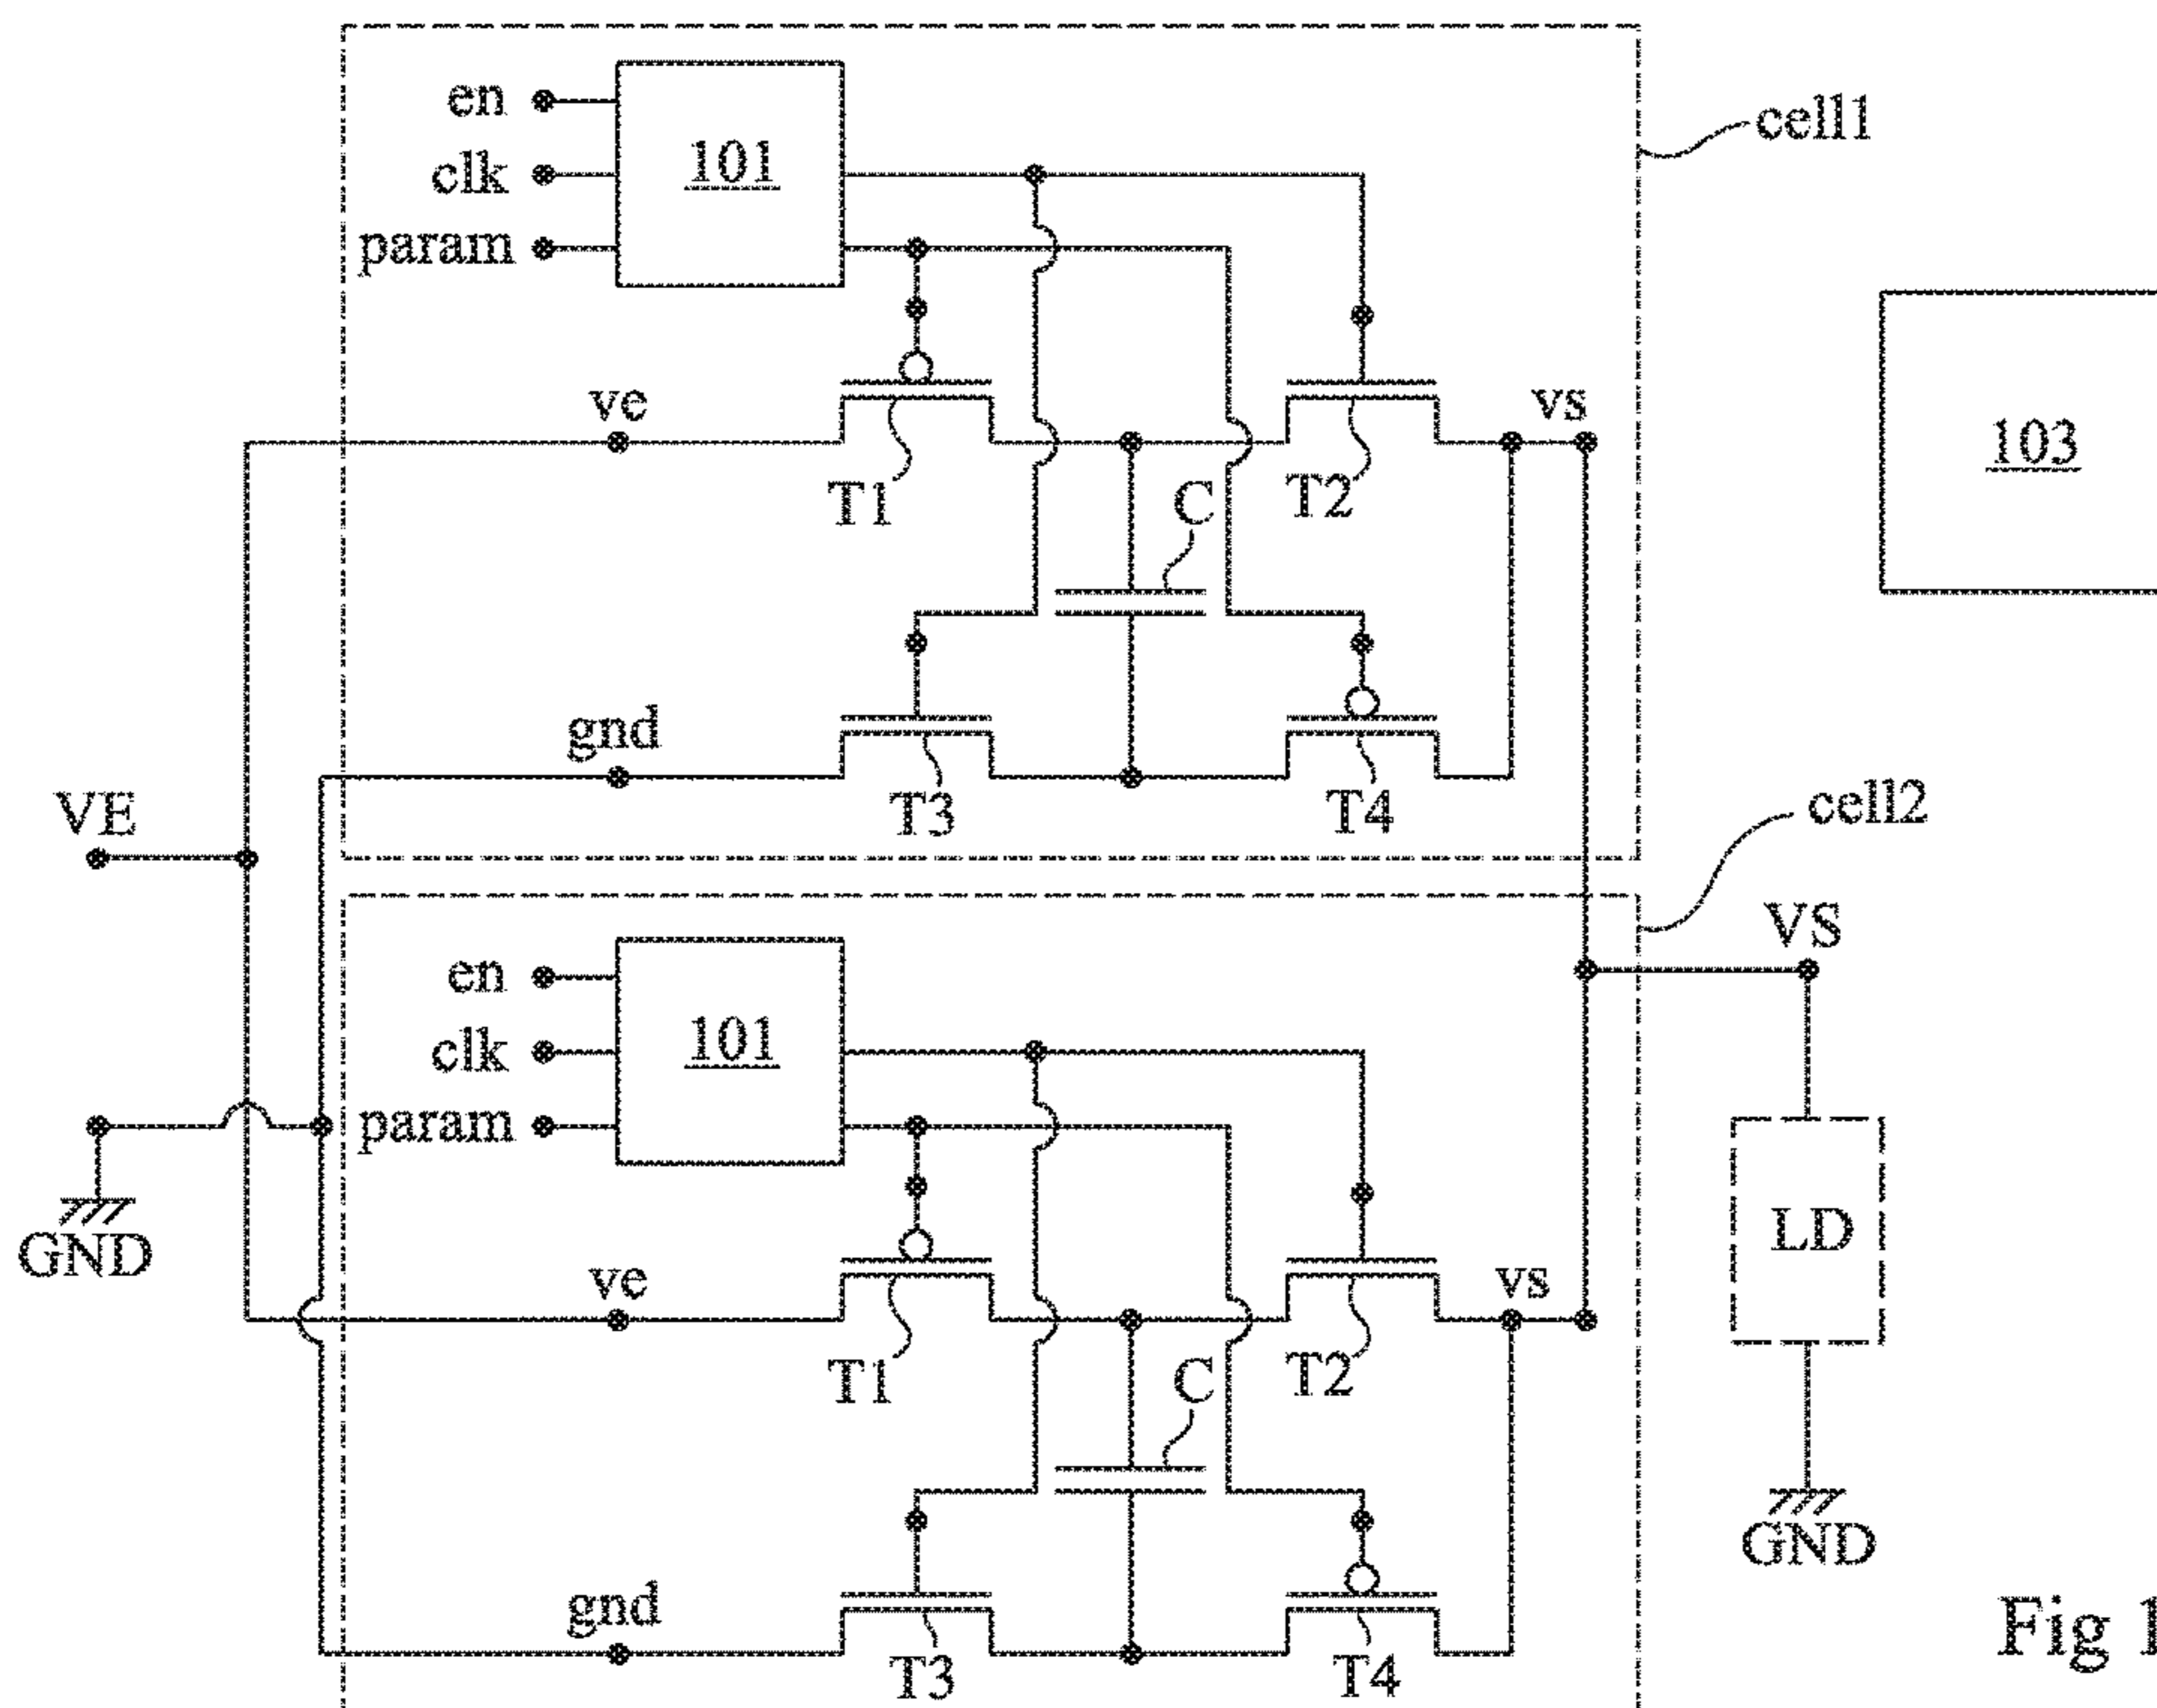 en
clk
param
101
cell1
103
ve
vs
T1
T2
C
gnd
T3
T4
VE
cell2
en
clk
param
101
VS
GND
LD
ve
vs
T1
T2
C
GND
gnd
T3
T4
Fig 1